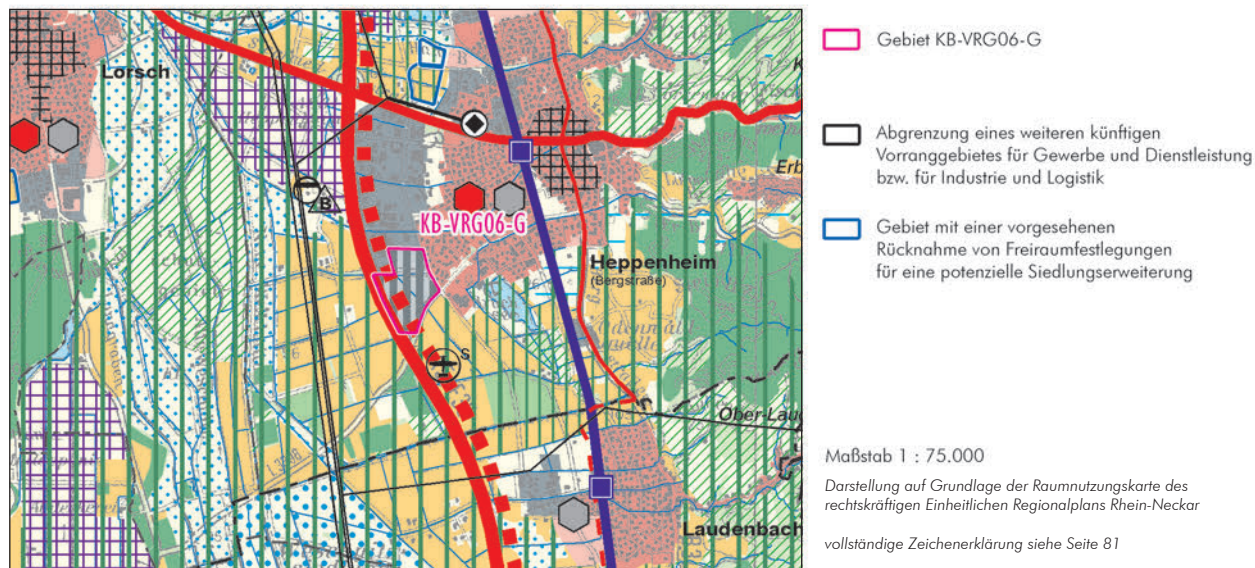 Lorsch
B
KB-VRG06-G
Heppenheim
(Bergstraße)
S
Ober-Lau
Laudenbach
Gebiet KB-VRG06-G
Abgrenzung eines weiteren künftigen
Vorranggebietes für Gewerbe und Dienstleistung
bzw. für Industrie und Logistik
Gebiet mit einer vorgesehenen
Rücknahme von Freiraumfestlegungen
für eine potenzielle Siedlungserweiterung
Maßstab 1 : 75.000
Darstellung auf Grundlage der Raumnutzungskarte des
rechtskräftigen Einheitlichen Regionalplans Rhein-Neckar
vollständige Zeichenerklärung siehe Seite 81